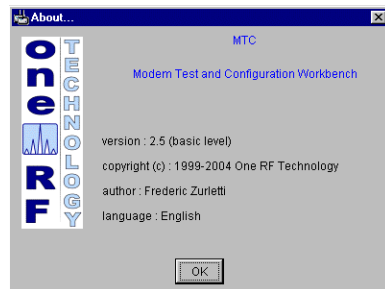 About...
one RF
TECHNOLOGY
MTC
Modern Test and Configuration Workbench
version : 2.5 (basic level)
copyright (c) : 1999-2004 One RF Technology
author : Frederic Zurletti
language : English
OK